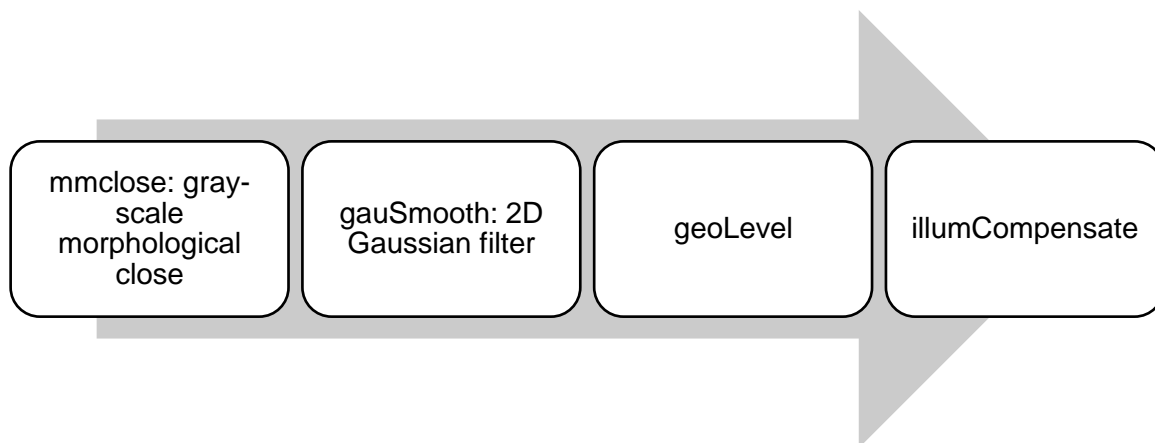 mmclose: gray-
scale
morphological
close
gauSmooth: 2D
Gaussian filter
geoLevel
illumCompensate